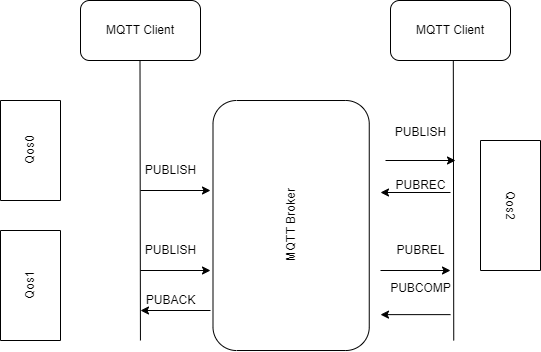 MQTT Client
MQTT Client
Qos0
PUBLISH
MQTT Broker
PUBLISH
PUBREC
Qos2
Qos1
PUBLISH
PUBACK
PUBREL
PUBCOMP